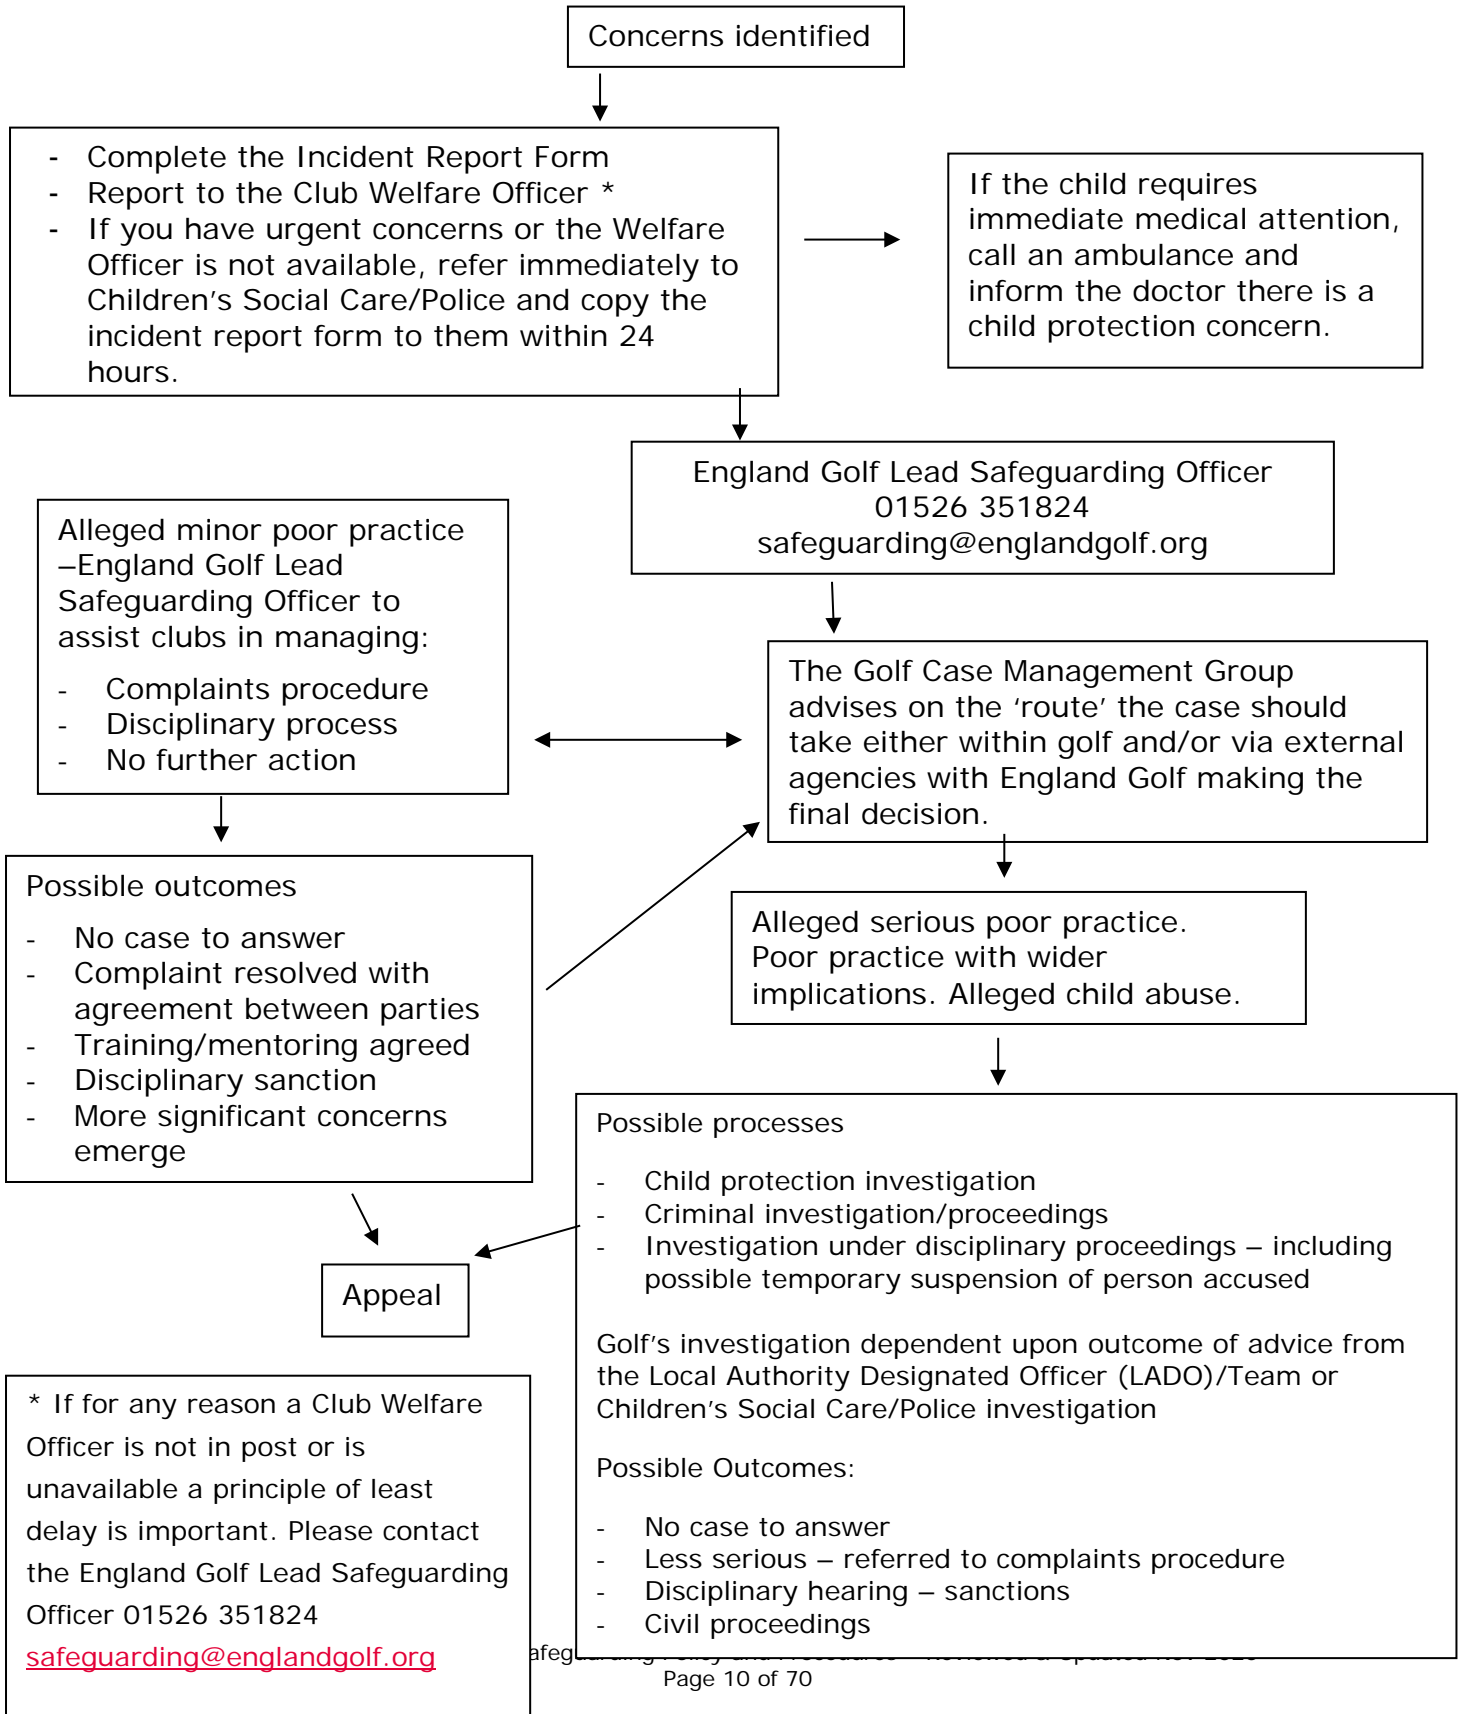 Concerns identified
- Complete the Incident Report Form
- Report to the Club Welfare Officer *
- If you have urgent concerns or the Welfare
Officer is not available, refer immediately to
Children’s Social Care/Police and copy the
incident report form to them within 24
hours.
If the child requires
immediate medical attention,
call an ambulance and
inform the doctor there is a
child protection concern.
England Golf Lead Safeguarding Officer
01526 351824
safeguarding@englandgolf.org
Alleged minor poor practice
–England Golf Lead
Safeguarding Officer to
assist clubs in managing:
- Complaints procedure
- Disciplinary process
- No further action
The Golf Case Management Group
advises on the ‘route’ the case should
take either within golf and/or via external
agencies with England Golf making the
final decision.
Possible outcomes
- No case to answer
- Complaint resolved with
agreement between parties
- Training/mentoring agreed
- Disciplinary sanction
- More significant concerns
emerge
Alleged serious poor practice.
Poor practice with wider
implications. Alleged child abuse.
Possible processes
- Child protection investigation
- Criminal investigation/proceedings
- Investigation under disciplinary proceedings – including
possible temporary suspension of person accused
Golf’s investigation dependent upon outcome of advice from
the Local Authority Designated Officer (LADO)/Team or
Children’s Social Care/Police investigation
Possible Outcomes:
- No case to answer
- Less serious – referred to complaints procedure
- Disciplinary hearing – sanctions
- Civil proceedings
Appeal
* If for any reason a Club Welfare
Officer is not in post or is
unavailable a principle of least
delay is important. Please contact
the England Golf Lead Safeguarding
Officer 01526 351824
safeguarding@englandgolf.org
Page 10 of 70